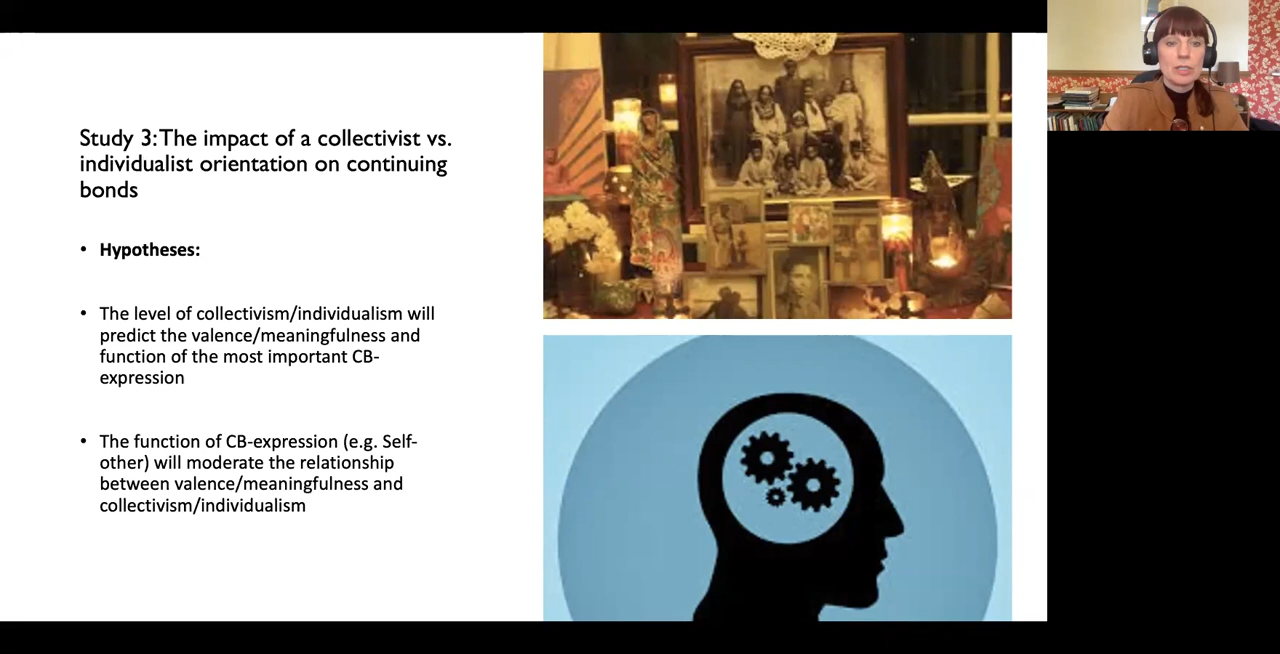 Study 3: The impact of a collectivist vs.
individualist orientation on continuing
bonds
• Hypotheses:
• The level of collectivism/individualism will
predict the valence/meaningfulness and
function of the most important CB-
expression
• The function of CB-expression (e.g. Self-
other) will moderate the relationship
between valence/meaningfulness and
collectivism/individualism